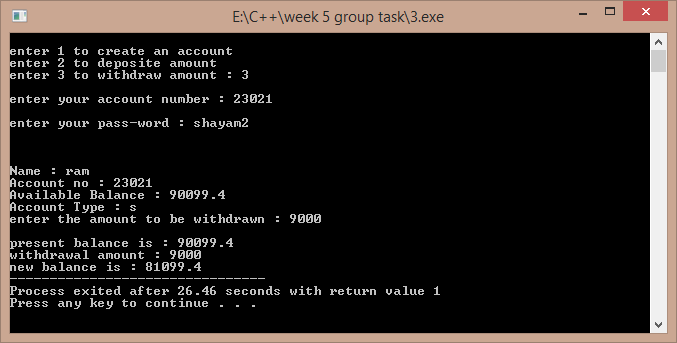 E:\C++\week 5 group task\3.exe
enter 1 to create an account
enter 2 to deposite amount
enter 3 to withdraw amount : 3
enter your account number : 23021
enter your pass-word : shayam2
Name : ram
Account no : 23021
Available Balance : 90099.4
Account Type : s
enter the amount to be withdrawn : 9000
present balance is : 90099.4
withdrawal amount : 9000
new balance is : 81099.4
--------------------------------
Process exited after 26.46 seconds with return value 1
Press any key to continue . . .